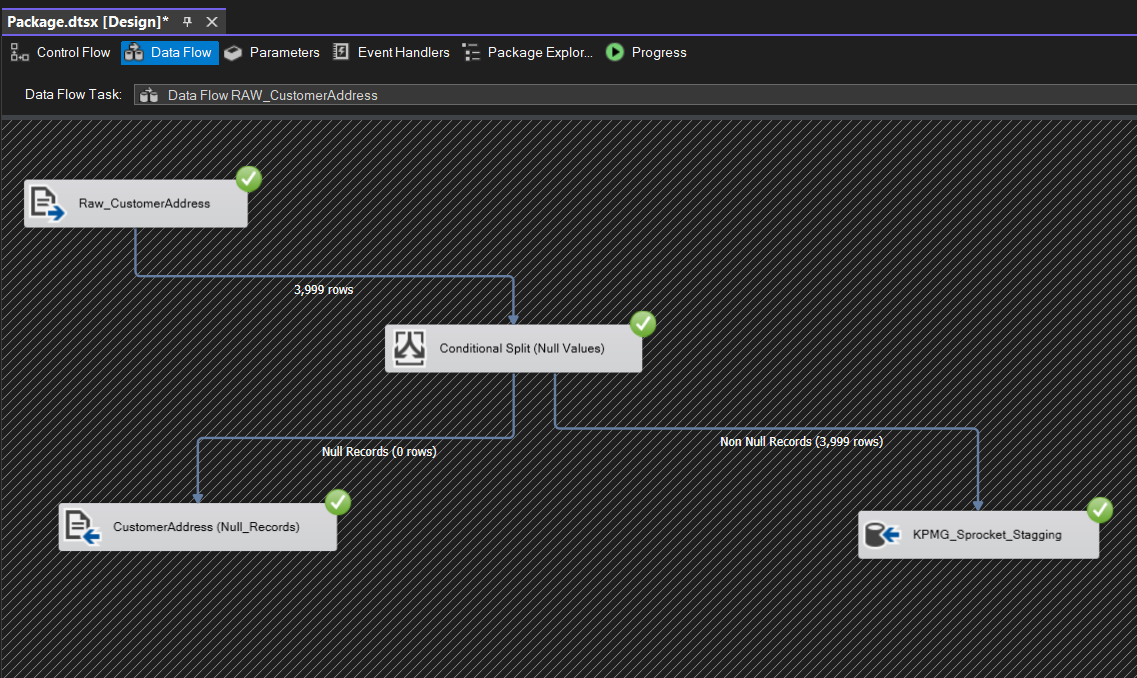 Package.dtsx [Design]*
Control Flow
Data Flow
Parameters
Event Handlers
Package Explor...
Progress
Data Flow Task:
Data Flow RAW_CustomerAddress
Raw_CustomerAddress
3,999 rows
Conditional Split (Null Values)
Non Null Records (3,999 rows)
Null Records (0 rows)
CustomerAddress (Null_Records)
KPMG_Sprocket_Stagging